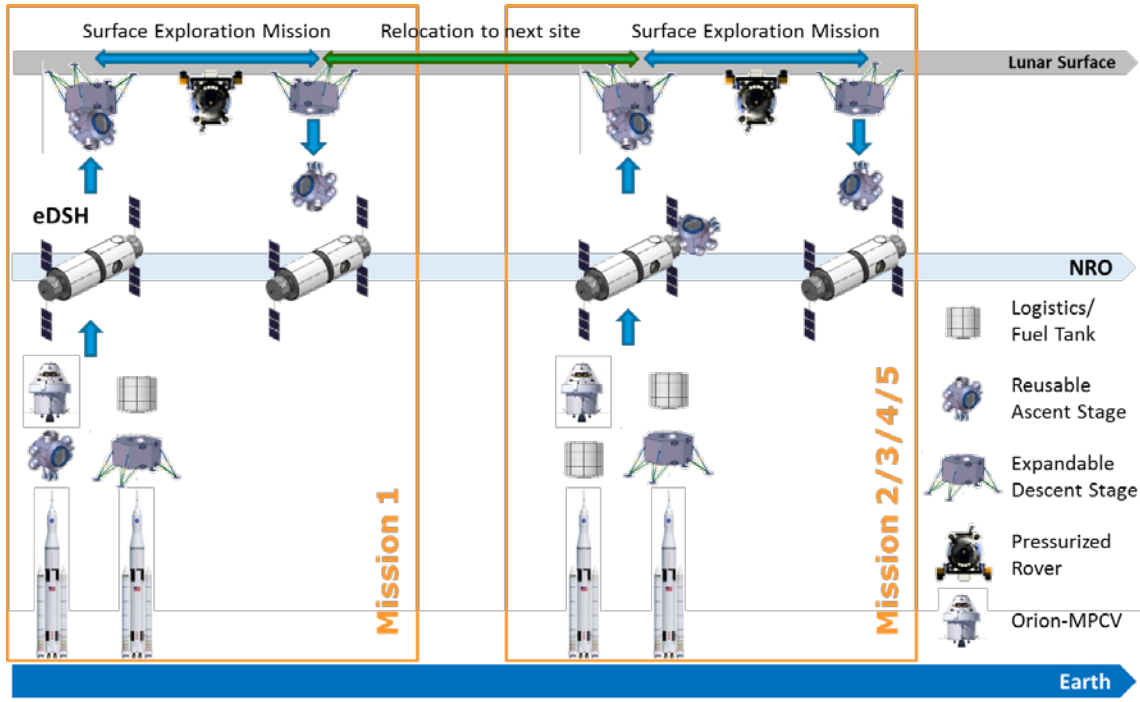 Surface Exploration Mission
Relocation to next site
Surface Exploration Mission
Lunar Surface
eDSH
NRO
Logistics/
Fuel Tank
Reusable
Ascent Stage
Expandable
Descent Stage
Pressurized
Rover
Orion-MPCV
Mission 1
Mission 2/3/4/5
Earth